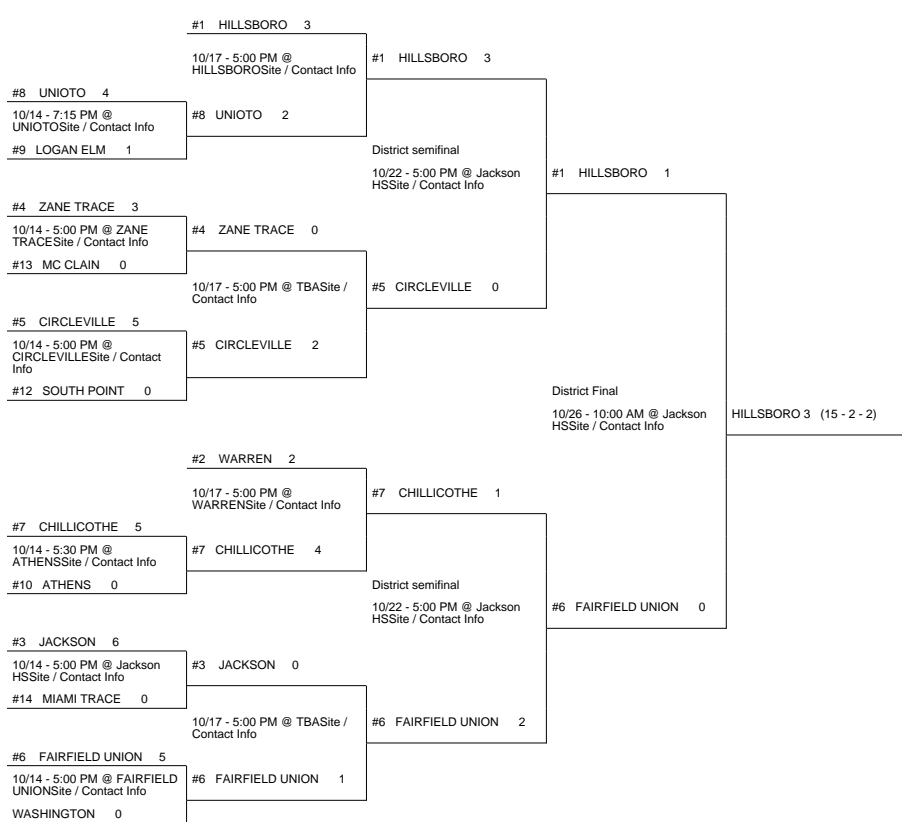 #1 HILLSBORO 3
10/17 - 5:00 PM @
HILLSBOROSite / Contact Info
#1 HILLSBORO 3
#8 UNIOTO 4
10/14 - 7:15 PM @
UNIOTOSite / Contact Info
#8 UNIOTO 2
#9 LOGAN ELM 1
District semifinal
10/22 - 5:00 PM @ Jackson
HSSite / Contact Info
#1 HILLSBORO 1
#4 ZANE TRACE 3
10/14 - 5:00 PM @ ZANE
TRACESite / Contact Info
#4 ZANE TRACE 0
#13 MC CLAIN 0
10/17 - 5:00 PM @ TBASite /
Contact Info
#5 CIRCLEVILLE 0
#5 CIRCLEVILLE 5
10/14 - 5:00 PM @
CIRCLEVILLESite / Contact
Info
#5 CIRCLEVILLE 2
#12 SOUTH POINT 0
District Final
10/26 - 10:00 AM @ Jackson
HSSite / Contact Info
HILLSBORO 3 (15 - 2 - 2)
#2 WARREN 2
10/17 - 5:00 PM @
WARRENSite / Contact Info
#7 CHILLICOTHE 1
#7 CHILLICOTHE 5
10/14 - 5:30 PM @
ATHENSSite / Contact Info
#7 CHILLICOTHE 4
#10 ATHENS 0
District semifinal
10/22 - 5:00 PM @ Jackson
HSSite / Contact Info
#6 FAIRFIELD UNION 0
#3 JACKSON 6
10/14 - 5:00 PM @ Jackson
HSSite / Contact Info
#3 JACKSON 0
#14 MIAMI TRACE 0
10/17 - 5:00 PM @ TBASite /
Contact Info
#6 FAIRFIELD UNION 2
#6 FAIRFIELD UNION 5
10/14 - 5:00 PM @ FAIRFIELD
UNIONSite / Contact Info
#6 FAIRFIELD UNION 1
WASHINGTON 0